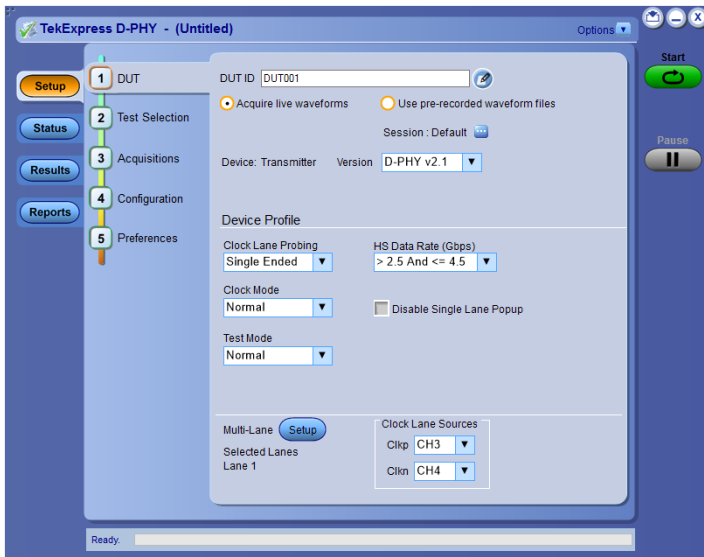 TekExpress D-PHY - (Untitled)
Options
Start
Pause
Setup
Status
Results
Reports
1 DUT
2 Test Selection
3 Acquisitions
4 Configuration
5 Preferences
DUT ID DUT001
Acquire live waveforms Use pre-recorded waveform files
Session : Default
Device: Transmitter Version D-PHY v2.1
Device Profile
Clock Lane Probing HS Data Rate (Gbps)
Single Ended > 2.5 And <= 4.5
Clock Mode
Normal Disable Single Lane Popup
Test Mode
Normal
Multi-Lane Setup
Selected Lanes
Lane 1
Clock Lane Sources
Clkp CH3
Clkn CH4
Ready.